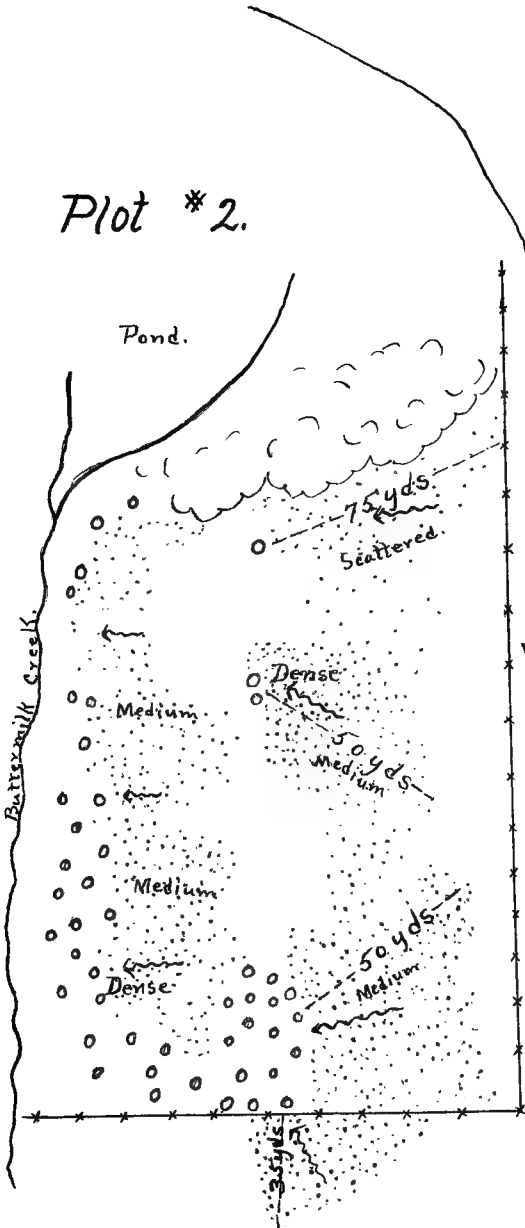 Plot #2.
Pond.
75 yds
Scattered.
Buttermilk Creek.
Dense
Medium
50 yds
Medium
Medium
50 yds
Medium
Dense
35 yds